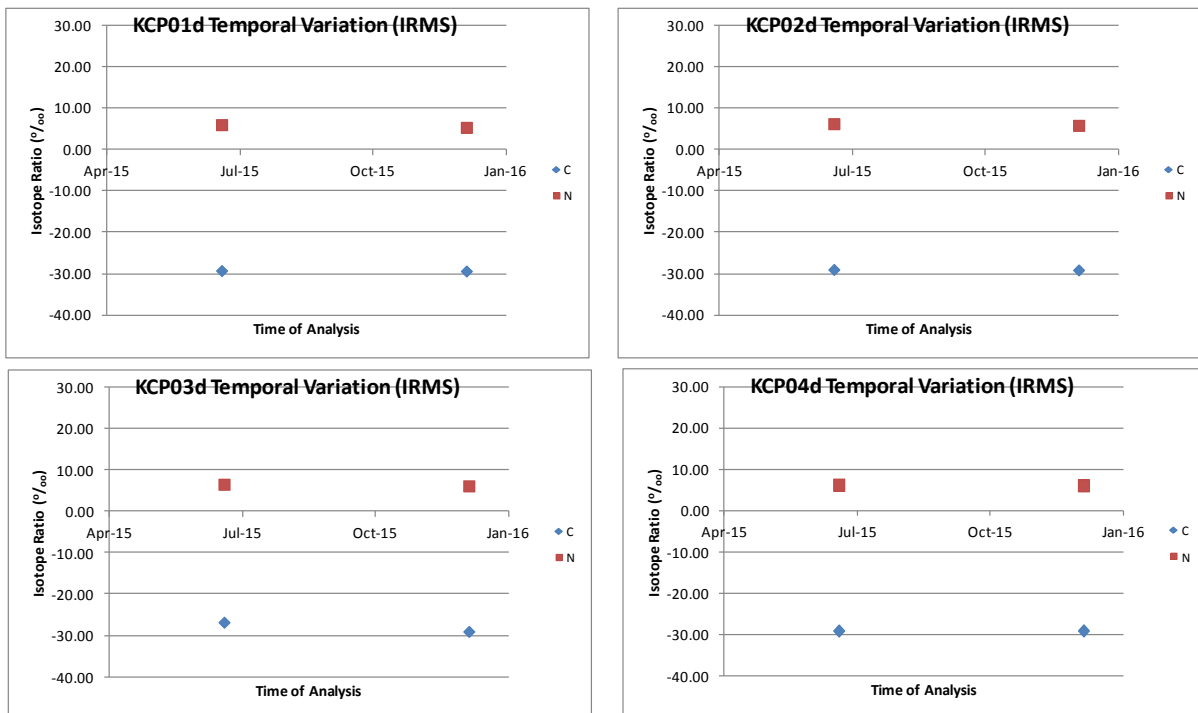 KCP01d Temporal Variation (IRMS)
30.00
20.00
10.00
0.00
-10.00
-20.00
-30.00
-40.00
Apr-15 Jul-15 Oct-15 Jan-16
Isotope Ratio (°/ₒₒ)
Time of Analysis
C
N
KCP02d Temporal Variation (IRMS)
30.00
20.00
10.00
0.00
-10.00
-20.00
-30.00
-40.00
Apr-15 Jul-15 Oct-15 Jan-16
Isotope Ratio (°/ₒₒ)
Time of Analysis
C
N
KCP03d Temporal Variation (IRMS)
30.00
20.00
10.00
0.00
-10.00
-20.00
-30.00
-40.00
Apr-15 Jul-15 Oct-15 Jan-16
Isotope Ratio (°/ₒₒ)
Time of Analysis
C
N
KCP04d Temporal Variation (IRMS)
30.00
20.00
10.00
0.00
-10.00
-20.00
-30.00
-40.00
Apr-15 Jul-15 Oct-15 Jan-16
Isotope Ratio (°/ₒₒ)
Time of Analysis
C
N